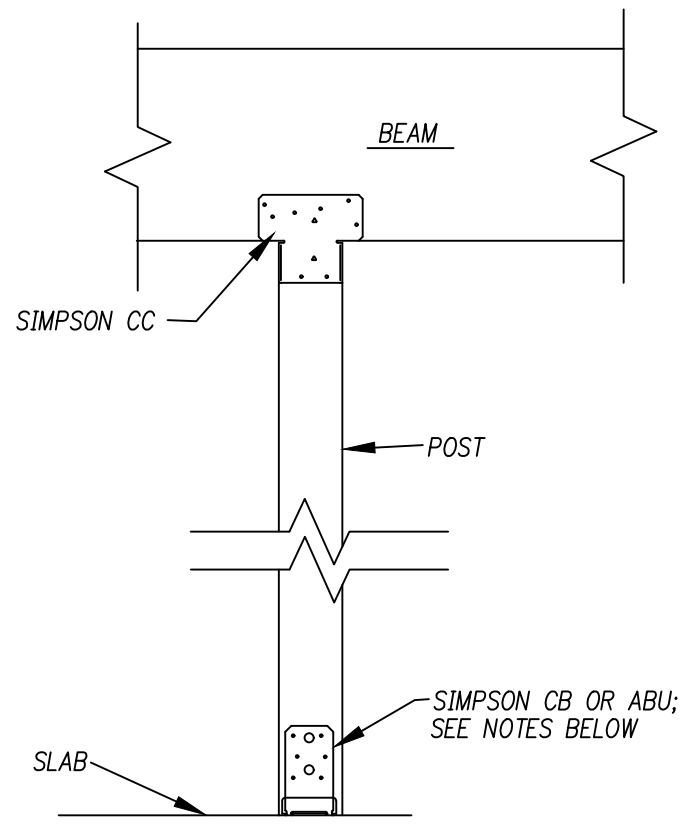 BEAM
SIMPSON CC
POST
SIMPSON CB OR ABU;
SEE NOTES BELOW
SLAB